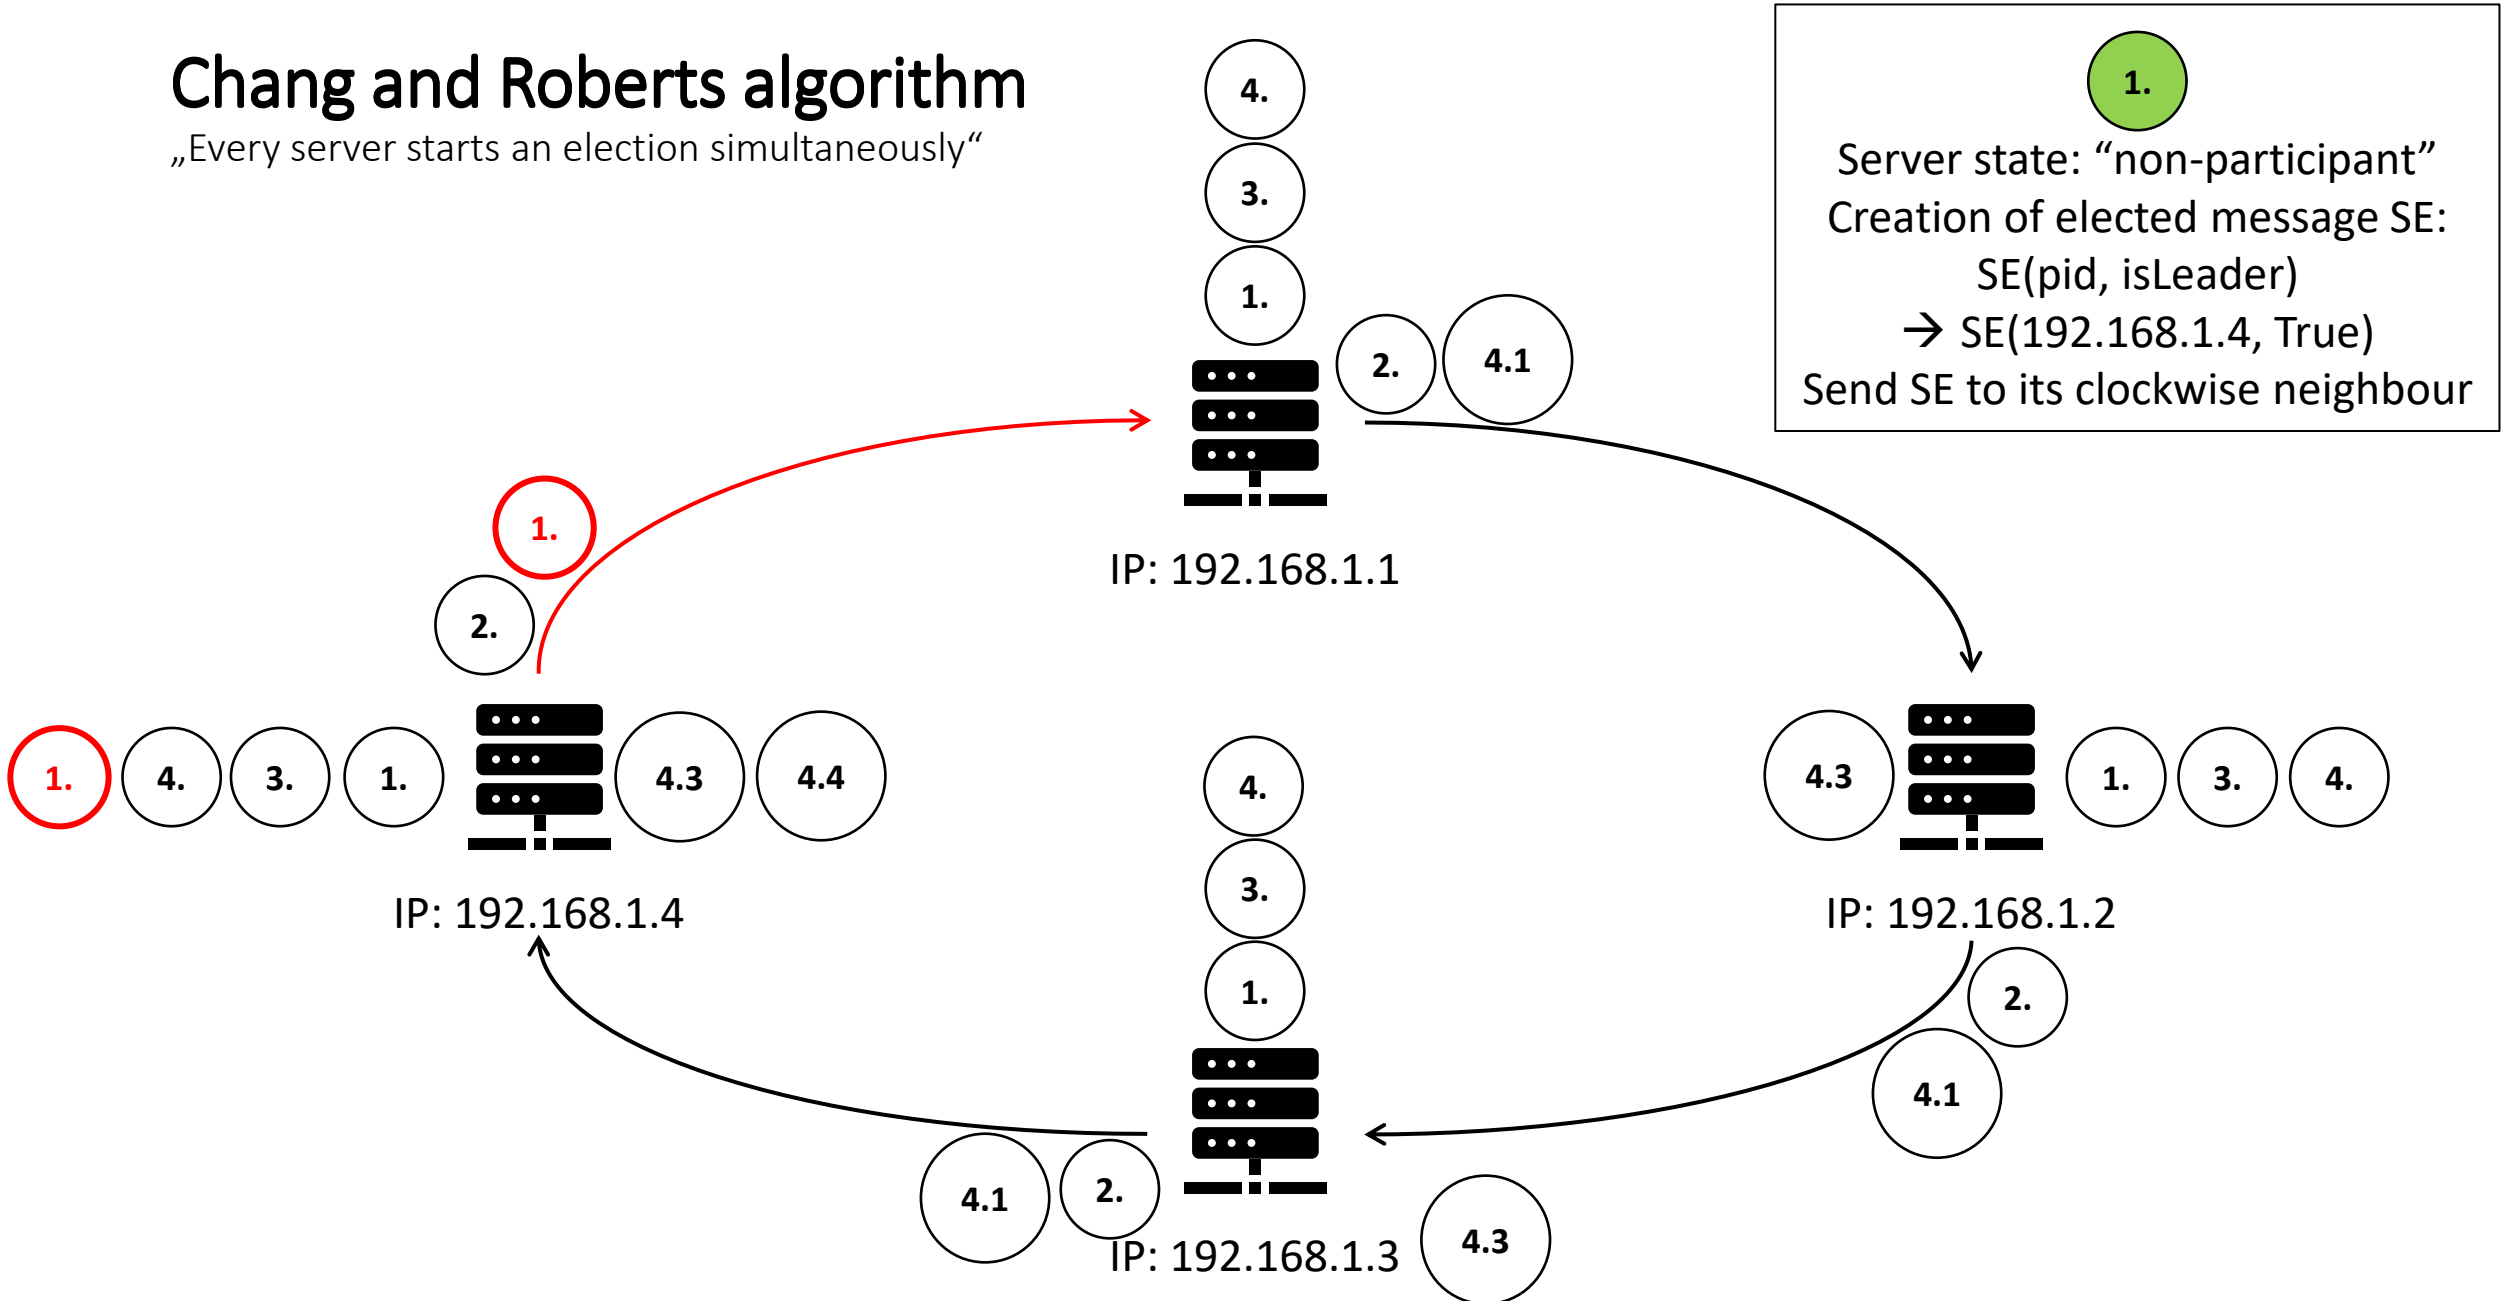 Chang and Roberts algorithm
„Every server starts an election simultaneously“
1.
Server state: “non-participant”
Creation of elected message SE:
SE(pid, isLeader)
→ SE(192.168.1.4, True)
Send SE to its clockwise neighbour
4.
3.
1.
2.
4.1
IP: 192.168.1.1
1.
2.
1.
4.
3.
1.
4.3
4.4
IP: 192.168.1.4
4.3
1.
3.
4.
IP: 192.168.1.2
2.
4.1
4.
3.
1.
4.1
2.
IP: 192.168.1.3
4.3